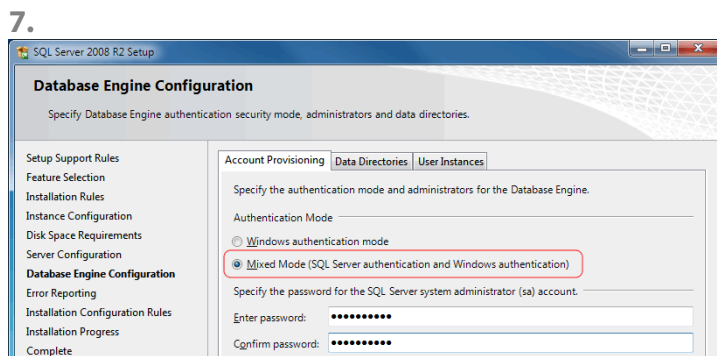 7.
SQL Server 2008 R2 Setup
Database Engine Configuration
Specify Database Engine authentication security mode, administrators and data directories.
Setup Support Rules
Feature Selection
Installation Rules
Instance Configuration
Disk Space Requirements
Server Configuration
Database Engine Configuration
Error Reporting
Installation Configuration Rules
Installation Progress
Complete
Account Provisioning Data Directories User Instances
Specify the authentication mode and administrators for the Database Engine.
Authentication Mode
Windows authentication mode
Mixed Mode (SQL Server authentication and Windows authentication)
Specify the password for the SQL Server system administrator (sa) account.
Enter password: ●●●●●●●●●●
Confirm password: ●●●●●●●●●●